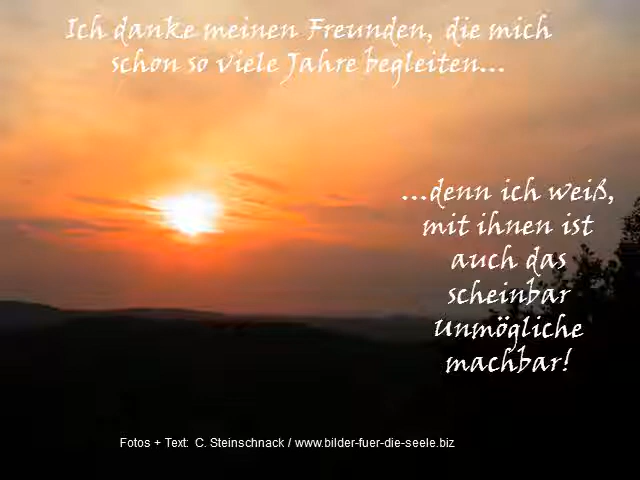 Ich danke meinen Freunden, die mich
schon so viele Jahre begleiten...
...denn ich weiß,
mit ihnen ist
auch das
scheinbar
Unmögliche
machbar!
Fotos + Text: C. Steinschnack / www.bilder-fuer-die-seele.biz